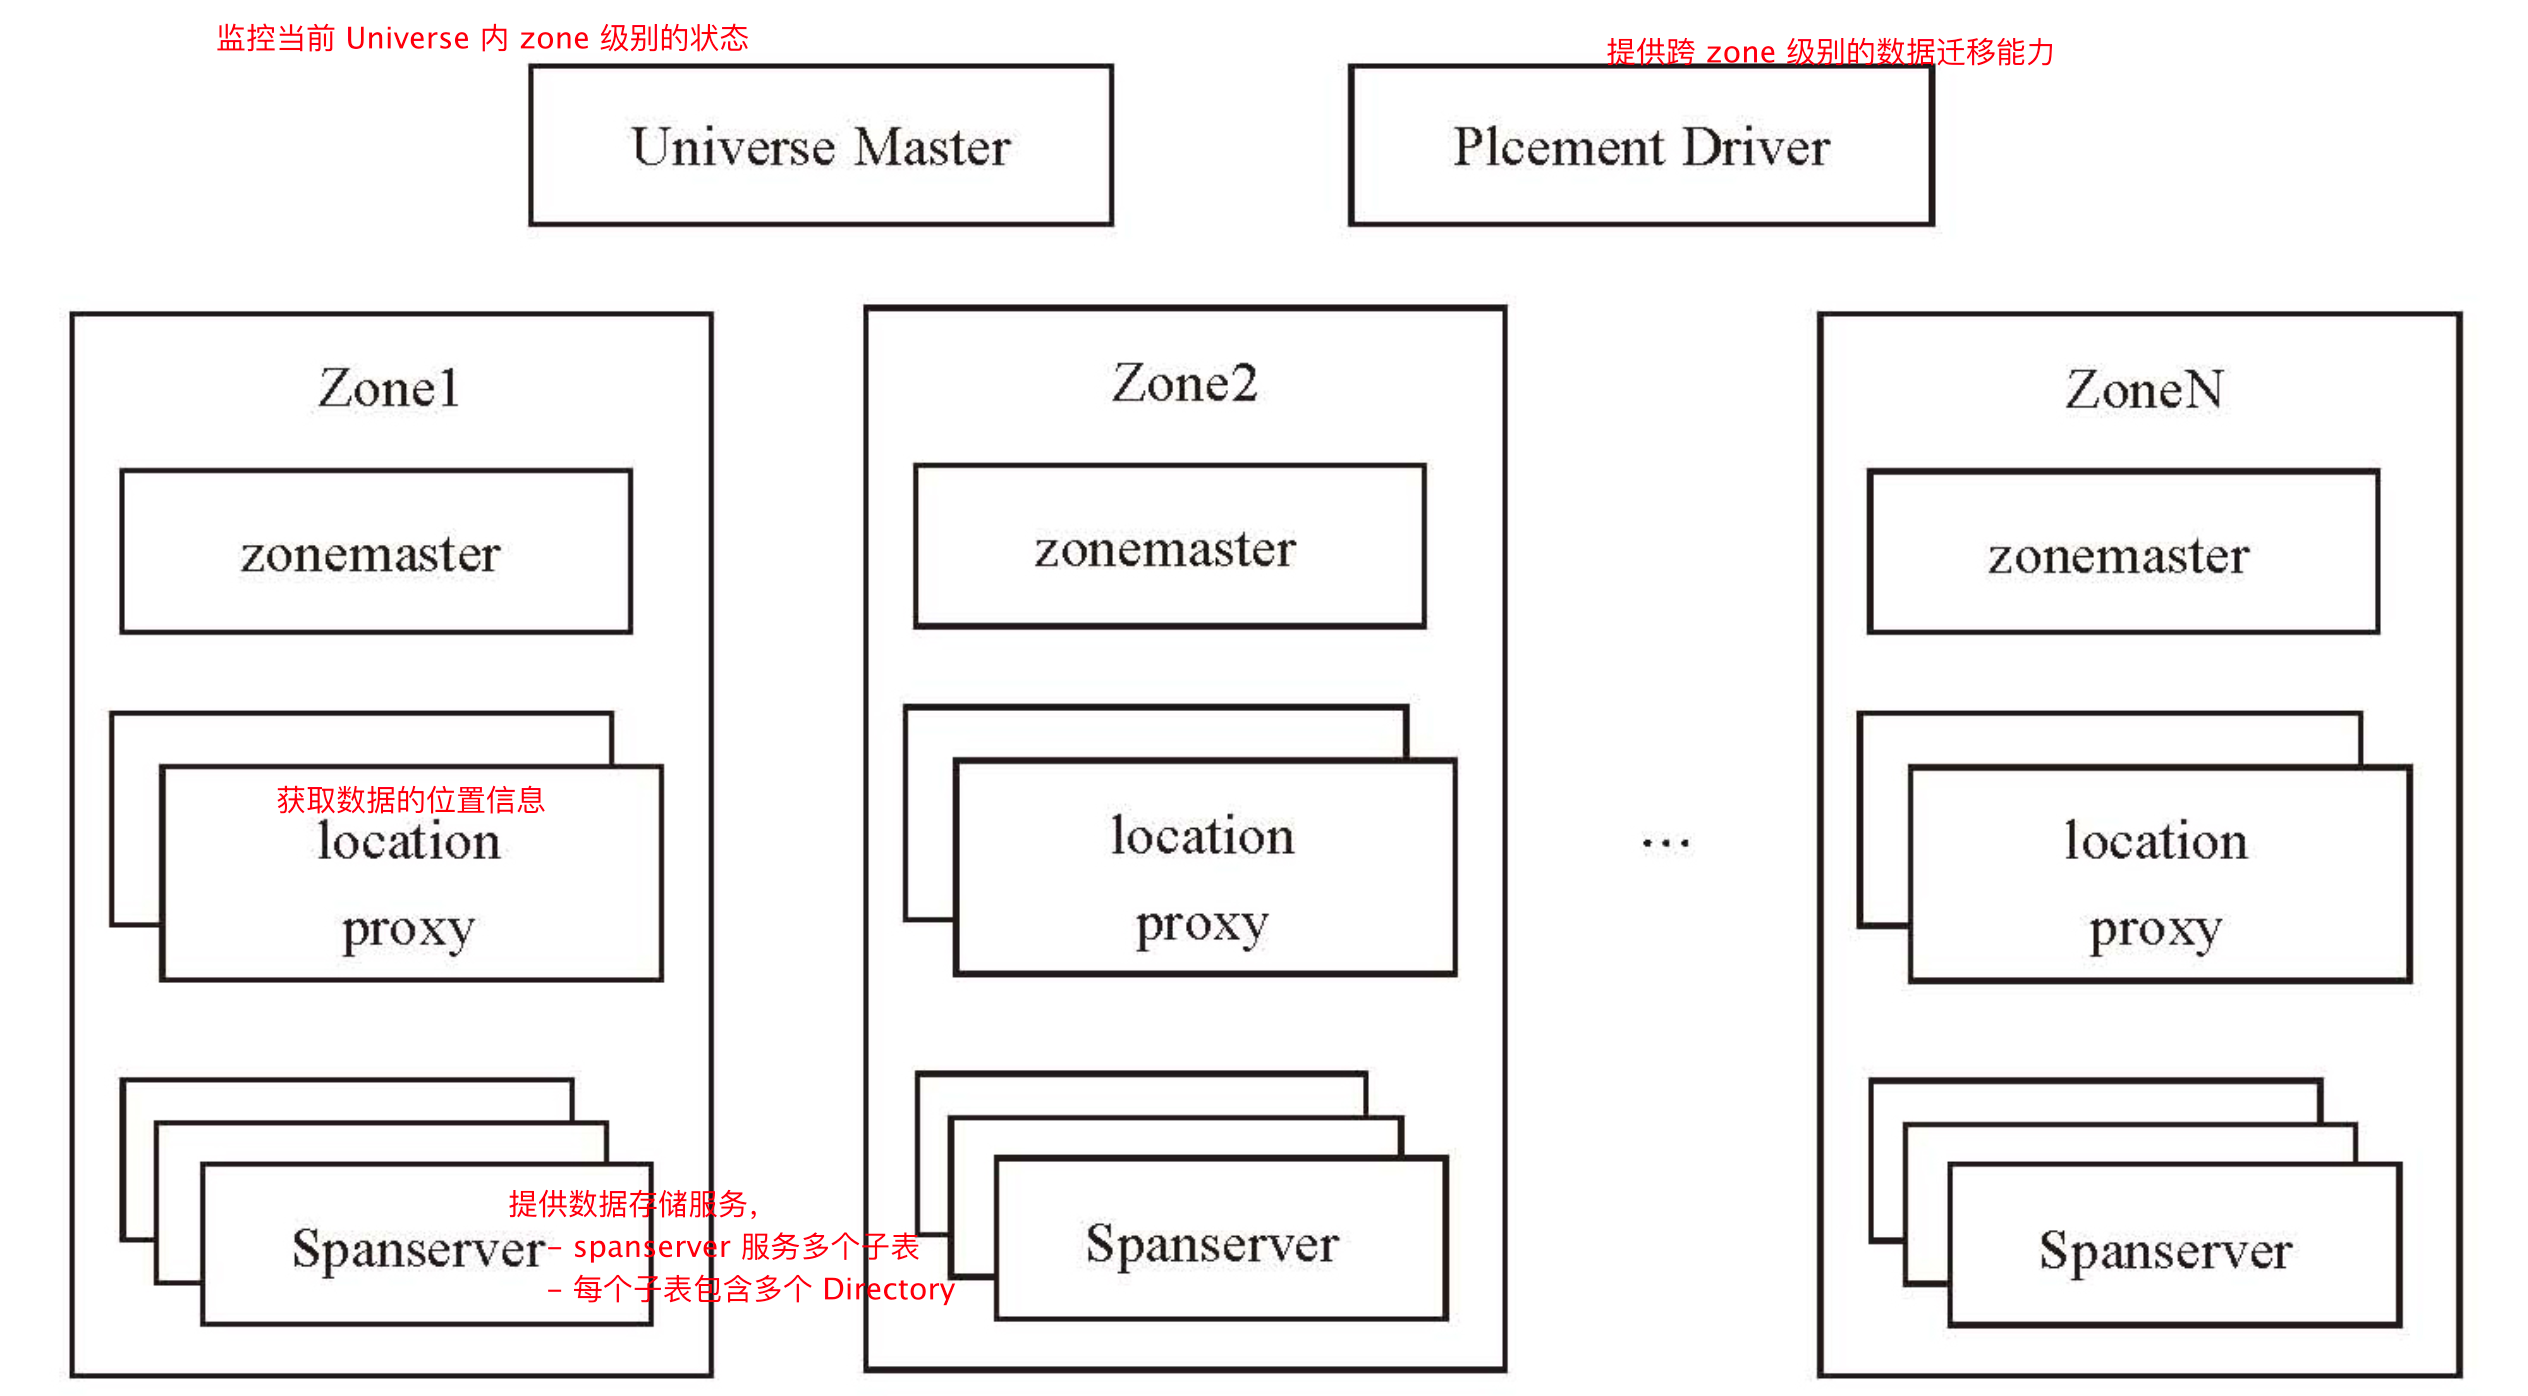 监控当前 Universe 内 zone 级别的状态
提供跨 zone 级别的数据迁移能力
Universe Master
Plcement Driver
Zone1
zonemaster
获取数据的位置信息
location
proxy
提供数据存储服务，
Spanserver
- spanserver 服务多个子表
- 每个子表包含多个 Directory
Zone2
zonemaster
location
proxy
Spanserver
...
ZoneN
zonemaster
location
proxy
Spanserver